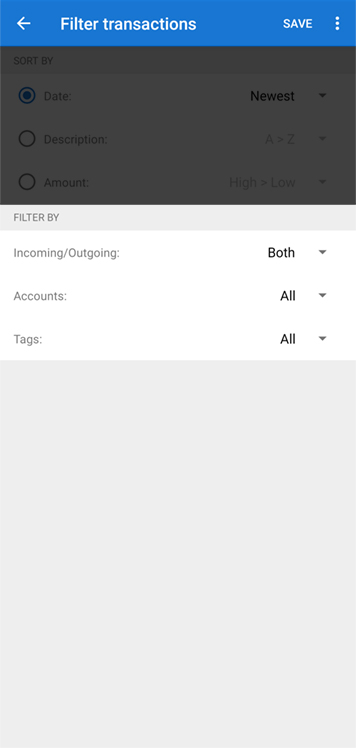 Filter transactions SAVE
SORT BY
Date: Newest
Description: A > Z
Amount: High > Low
FILTER BY
Incoming/Outgoing: Both
Accounts: All
Tags: All